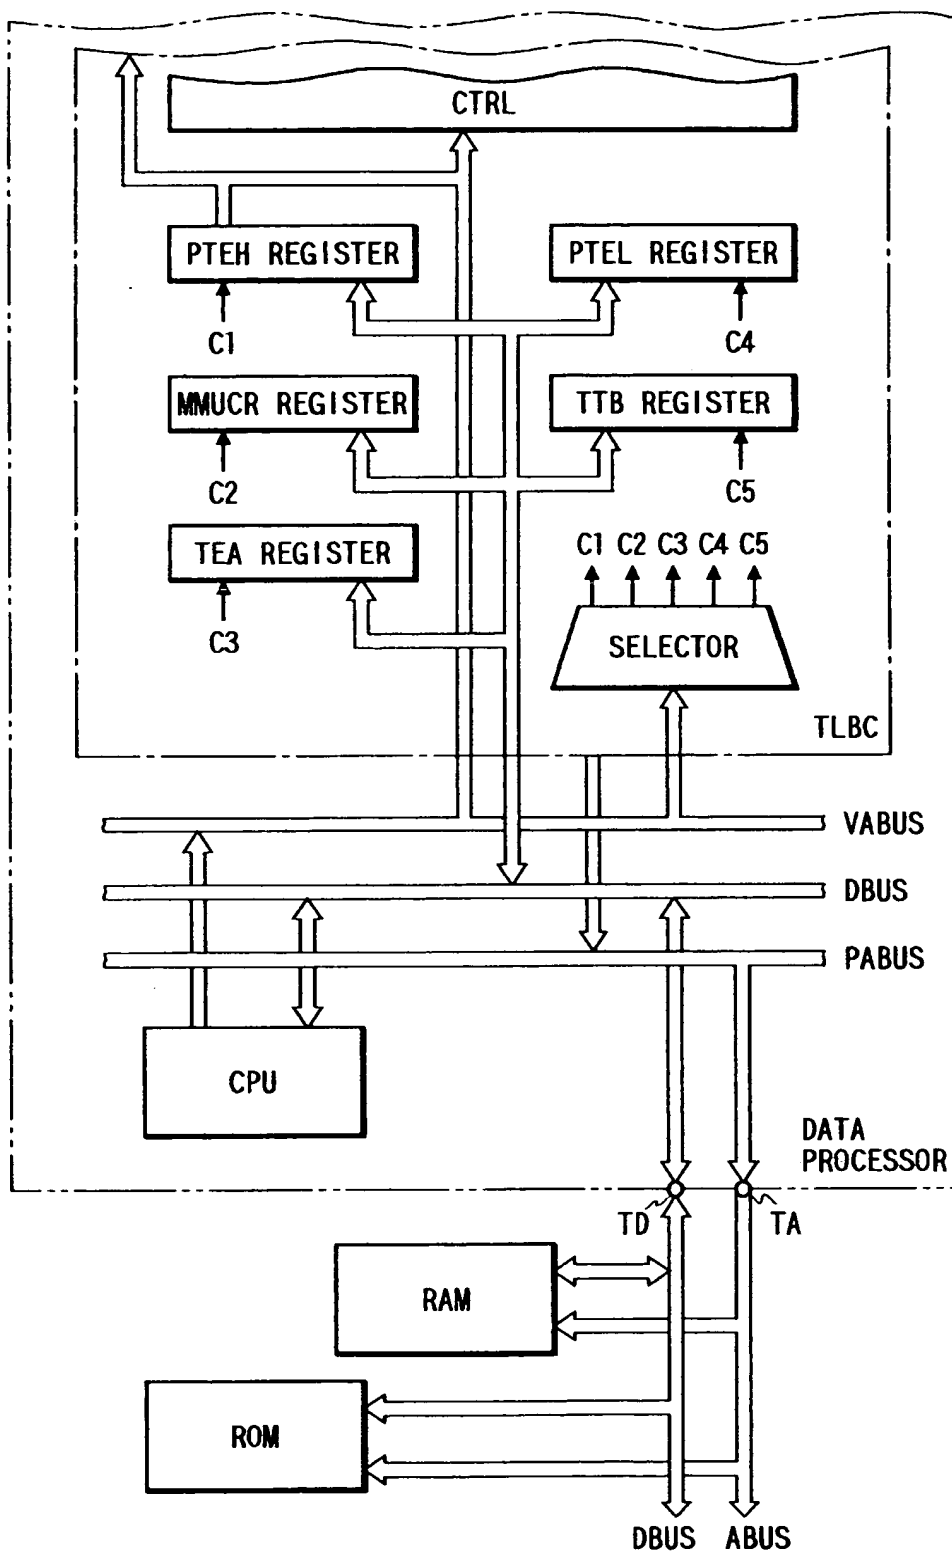 CTRL
PTEH REGISTER
PTEL REGISTER
C1
C4
MMUCR REGISTER
TTB REGISTER
C2
C5
TEA REGISTER
C1 C2 C3 C4 C5
C3
SELECTOR
TLBC
VABUS
DBUS
PABUS
CPU
DATA
PROCESSOR
TD
TA
RAM
ROM
DBUS
ABUS